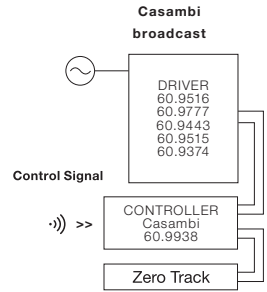 Casambi
broadcast
DRIVER
60.9516
60.9777
60.9443
60.9515
60.9374
Control Signal
>>
CONTROLLER
Casambi
60.9938
Zero Track